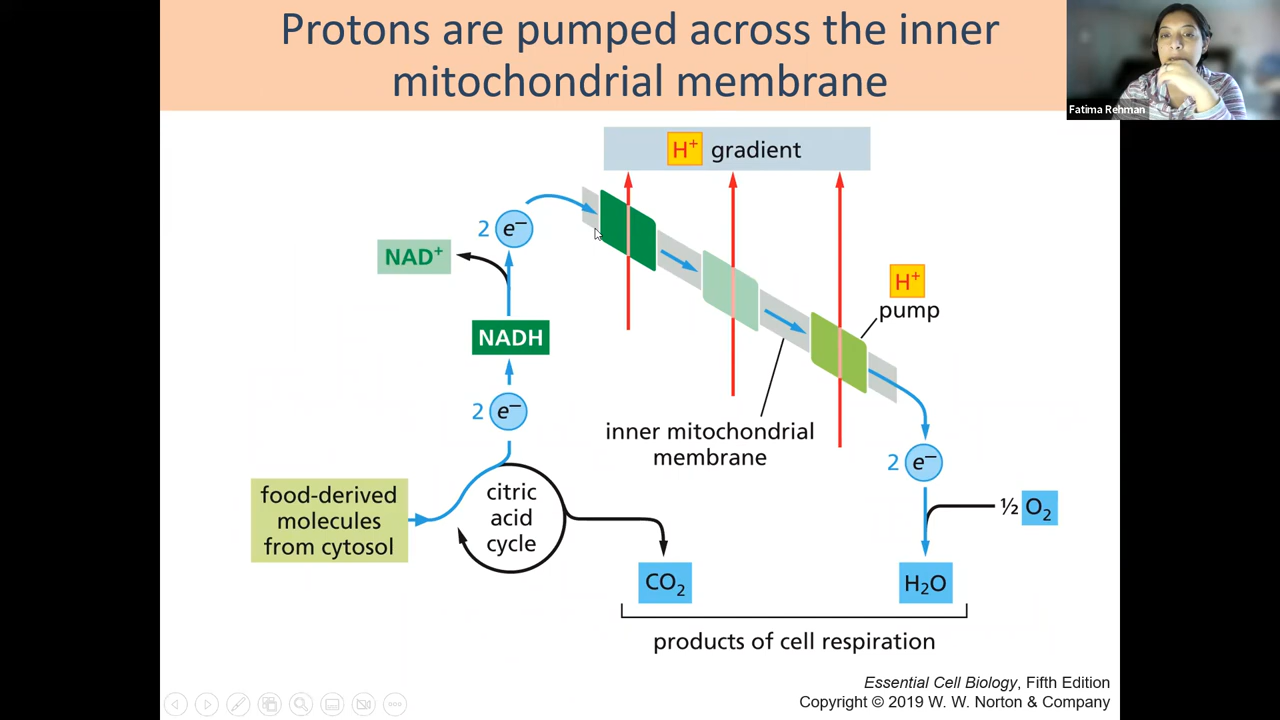 Protons are pumped across the inner
mitochondrial membrane
Fatima Rehman
H⁺ gradient
2 e⁻
NAD⁺
H⁺
pump
NADH
2 e⁻
inner mitochondrial
membrane
2 e⁻
food-derived
molecules
from cytosol
citric
acid
cycle
½ O₂
CO₂
H₂O
products of cell respiration
Essential Cell Biology, Fifth Edition
Copyright © 2019 W. W. Norton & Company